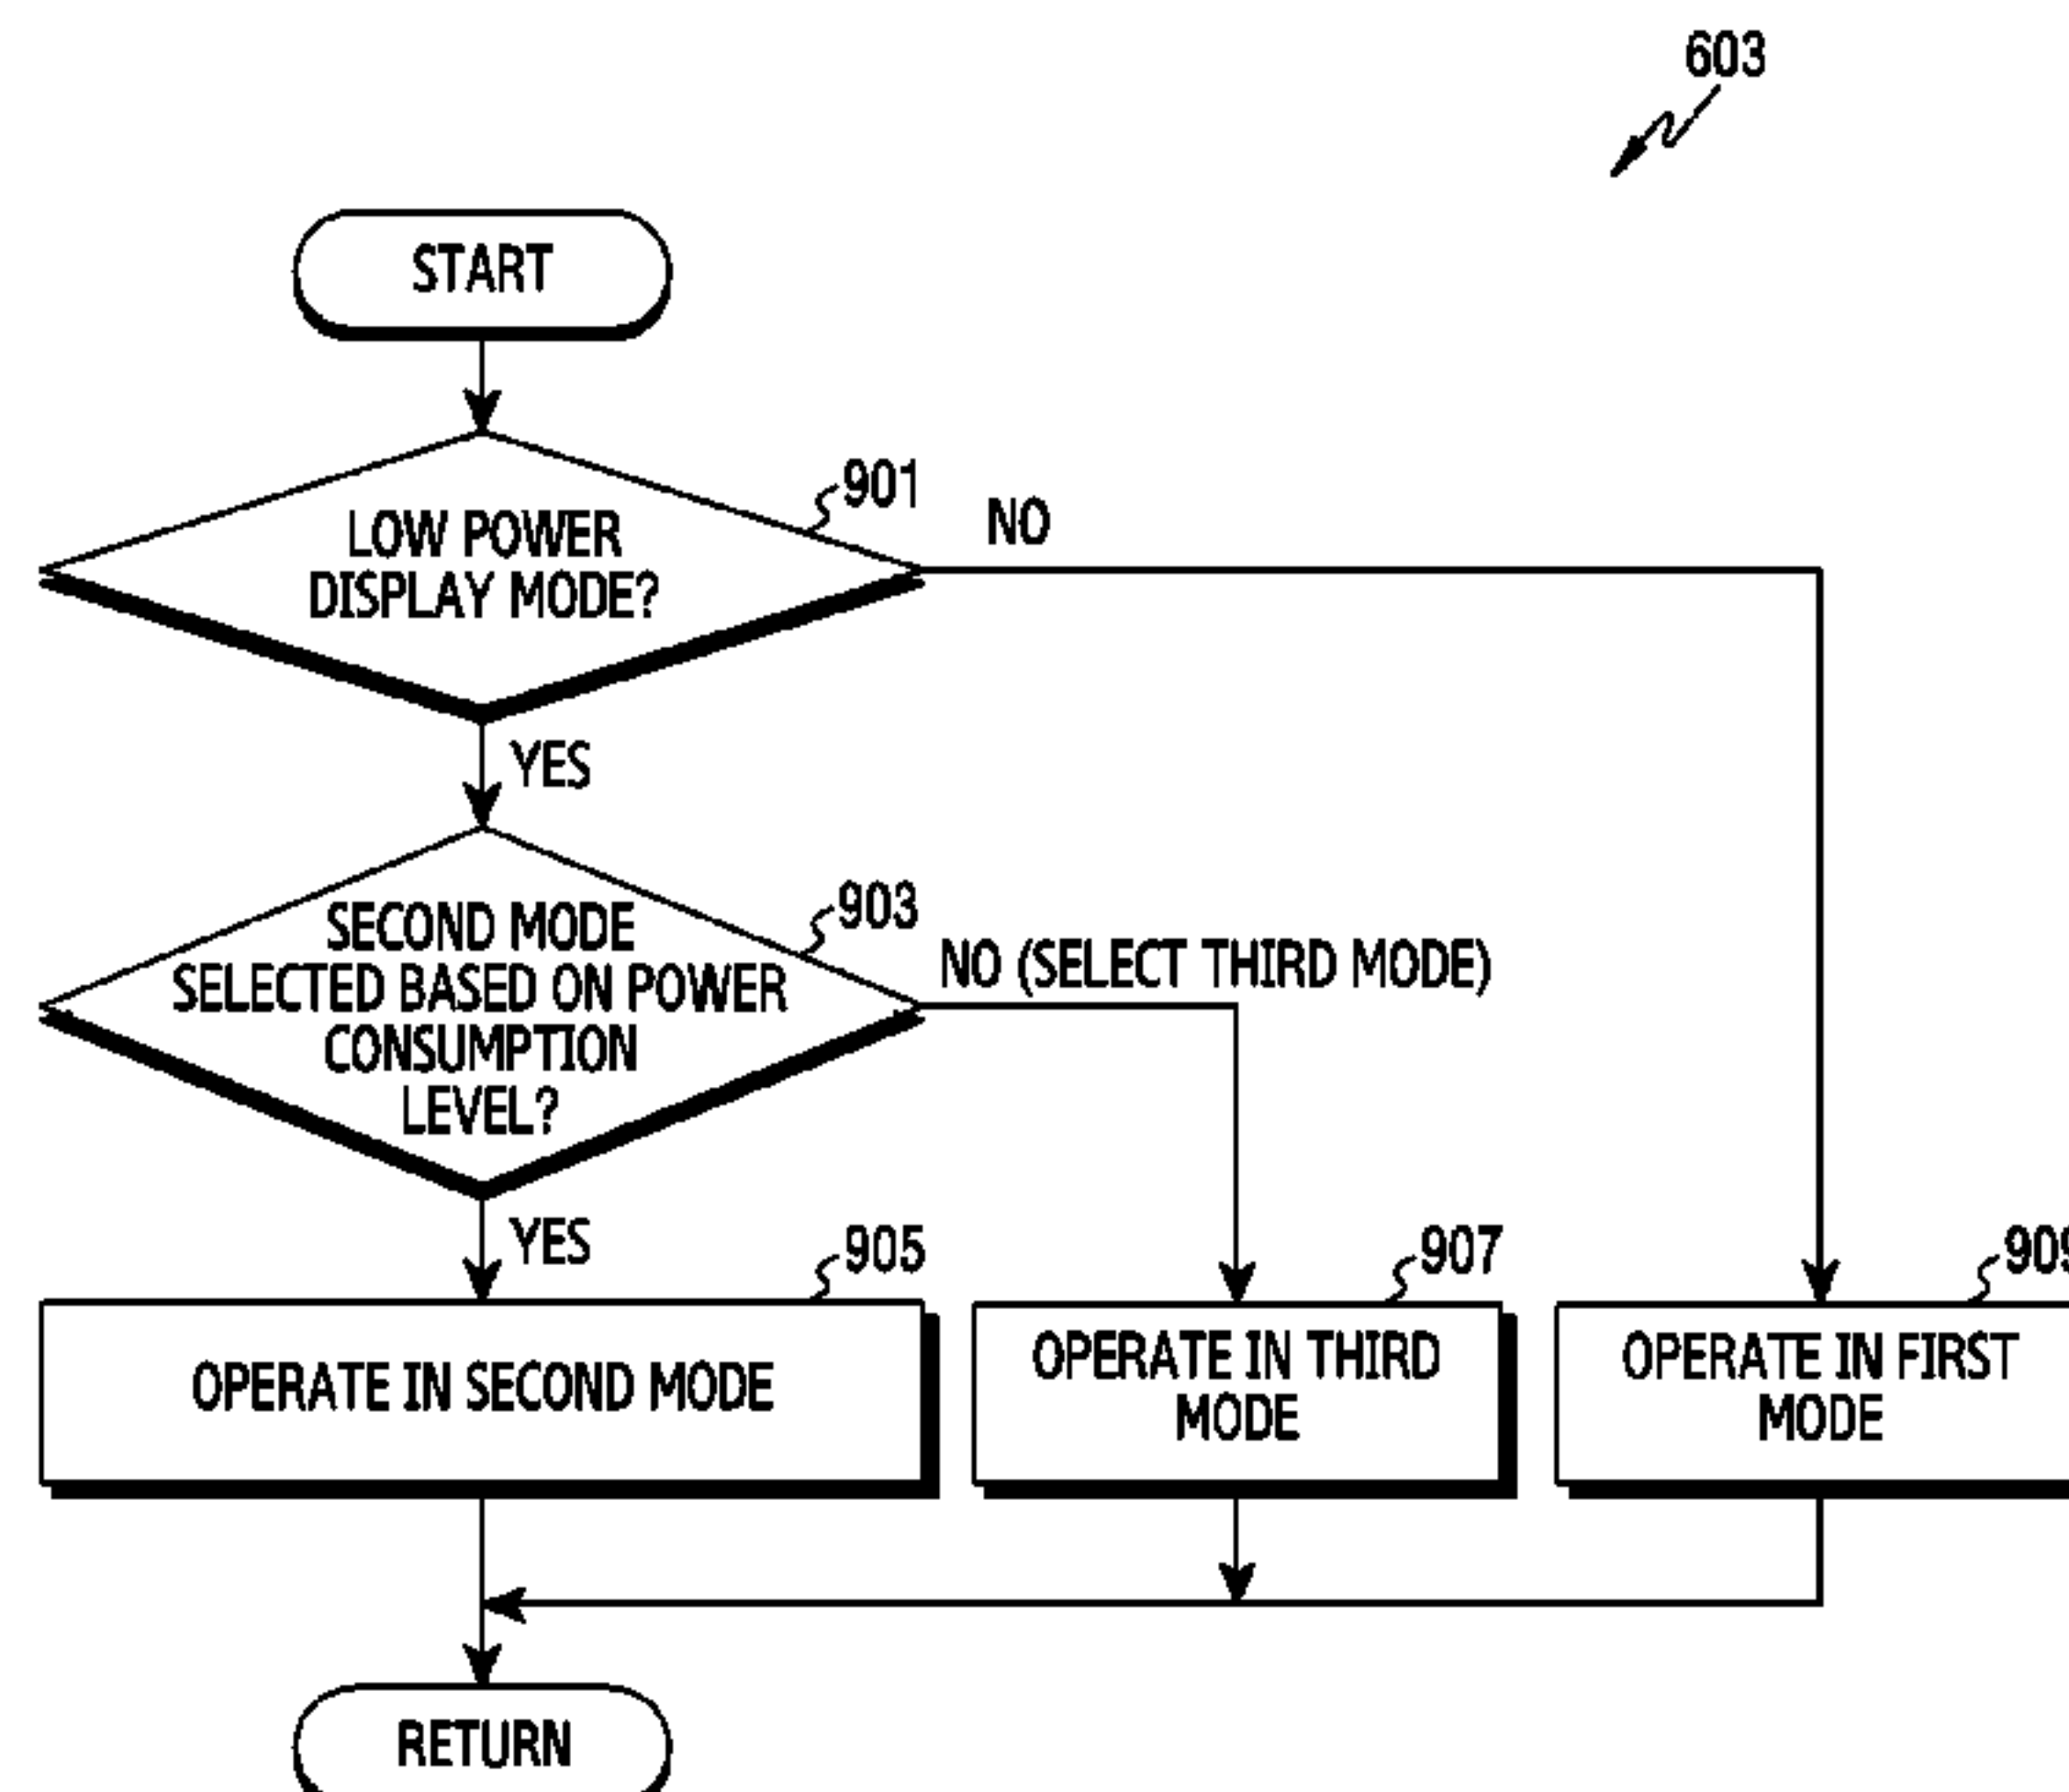 603
START
901
NO
LOW POWER
DISPLAY MODE?
YES
903
SECOND MODE
SELECTED BASED ON POWER
CONSUMPTION
LEVEL?
NO (SELECT THIRD MODE)
YES
905
907
909
OPERATE IN SECOND MODE
OPERATE IN THIRD
MODE
OPERATE IN FIRST
MODE
RETURN